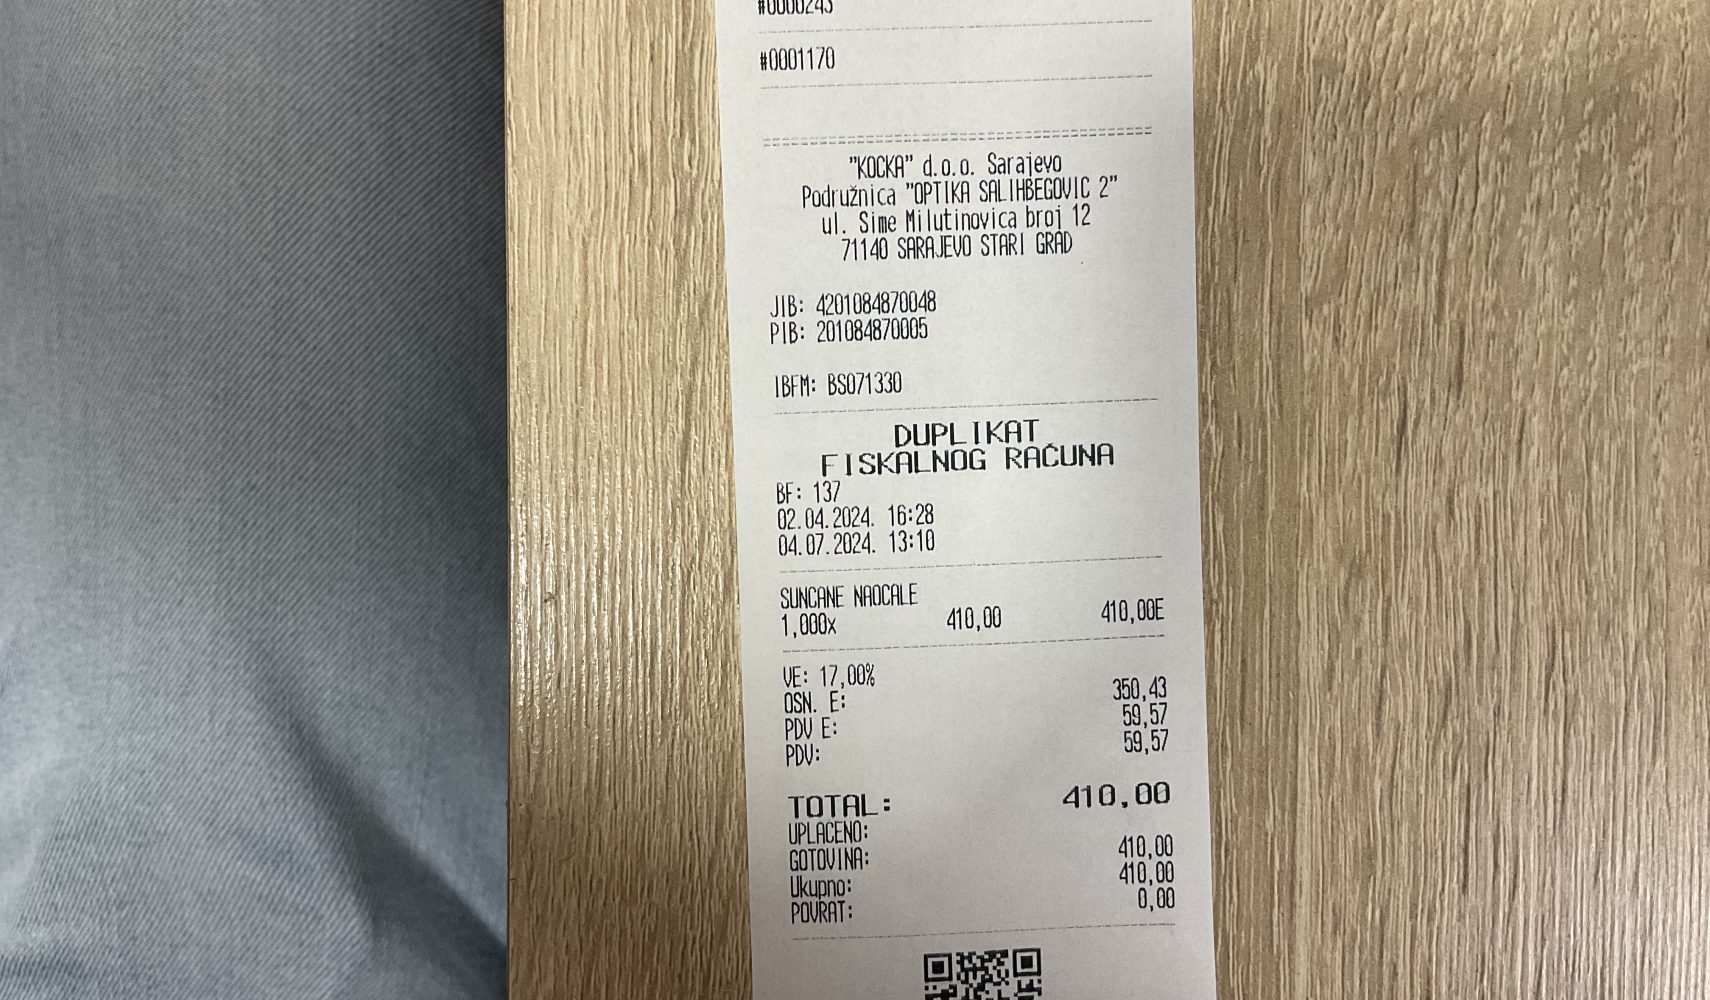 #0000243
#0001170
"KOCKA" d.o.o. Sarajevo
Podružnica "OPTIKA SALIHBEGOVIC 2"
ul. Sime Milutinovica broj 12
71140 SARAJEVO STARI GRAD
JIB: 4201084870048
PIB: 201084870005
IBFM: BS071330
DUPLIKAT
FISKALNOG RAČUNA
BF: 137
02.04.2024. 16:28
04.07.2024. 13:10
SUNCANE NAOCALE
1,000x 410,00 410,00E
VE: 17,00%
OSN. E: 350,43
PDV E: 59,57
PDV: 59,57
TOTAL: 410,00
UPLAĆENO:
GOTOVINA: 410,00
Ukupno: 410,00
POVRAT: 0,00